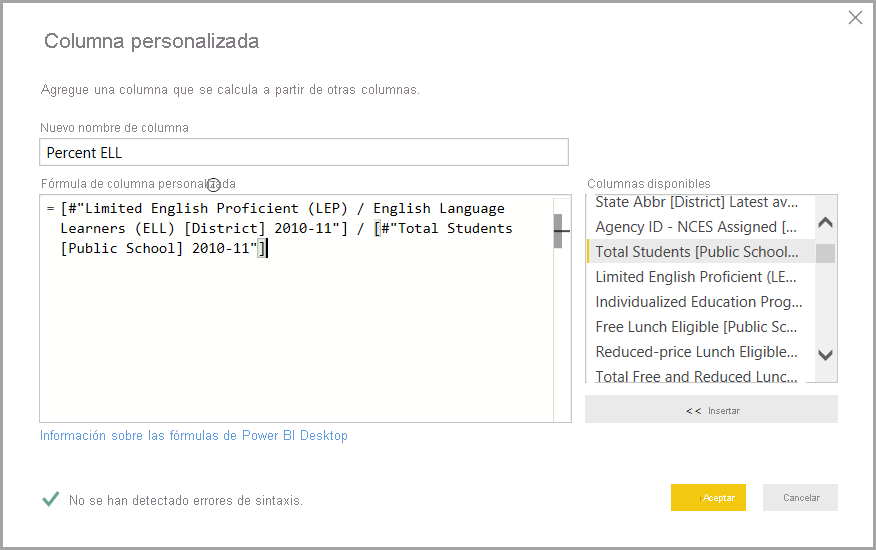 Columna personalizada
Agregue una columna que se calcula a partir de otras columnas.
Nuevo nombre de columna
Percent ELL
Fórmula de columna personalizada
= [#"Limited English Proficient (LEP) / English Language
Learners (ELL) [District] 2010-11"] / [#"Total Students
[Public School] 2010-11"]
Columnas disponibles
State Abbr [District] Latest av...
Agency ID - NCES Assigned [...
Total Students [Public School...
Limited English Proficient (LE...
Individualized Education Prog...
Free Lunch Eligible [Public Sc...
Reduced-price Lunch Eligible...
Total Free and Reduced Lunc...
<< Insertar
Información sobre las fórmulas de Power BI Desktop
No se han detectado errores de sintaxis.
Aceptar
Cancelar